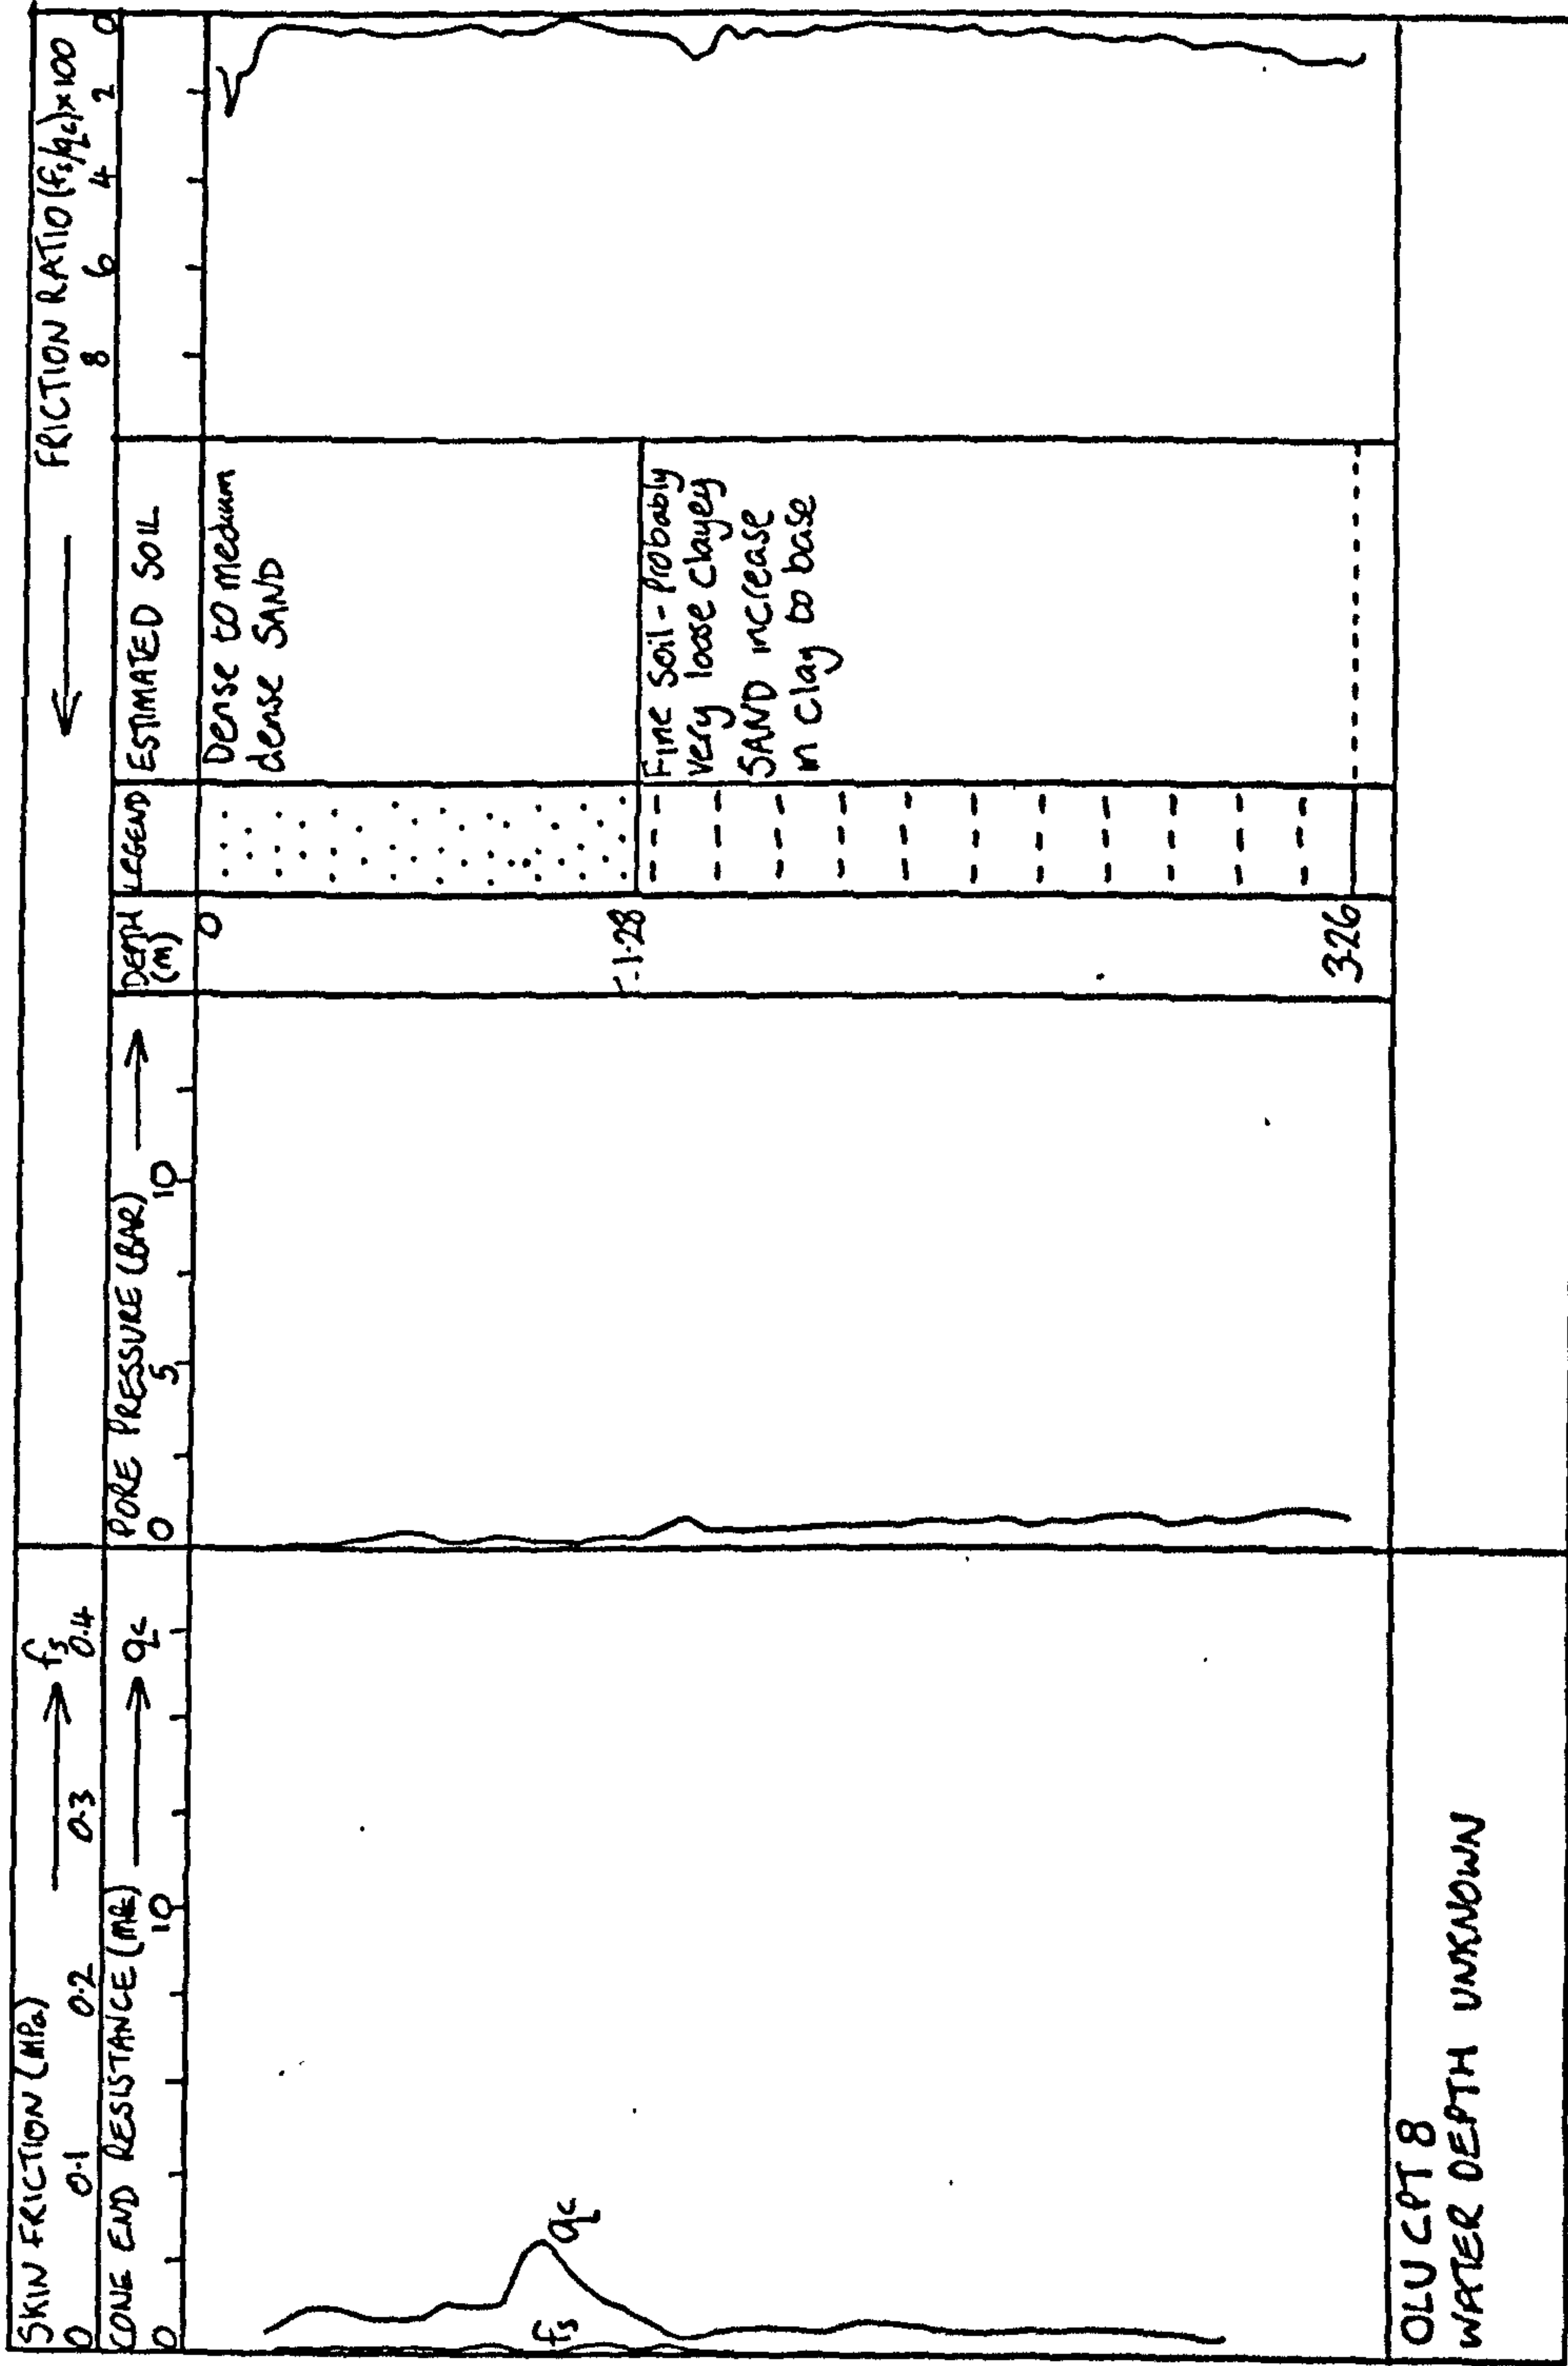 SKIN FRICTION (MPa) fs
0 0.1 0.2 0.3 0.4
FRICTION RATIO (fs/qc) x 100
8 6 4 2 0
CONE END RESISTANCE (MPa) qc
0 10
PORE PRESSURE (BAR)
0 5 10
DEPTH
(m)
LEGEND
ESTIMATED SOIL
0
Dense to medium
dense SAND
1.28
Fine soil - Probably
very loose clayey
SAND increase
in clay to base
3.26
qc
fs
OLU CPT 8
WATER DEPTH UNKNOWN